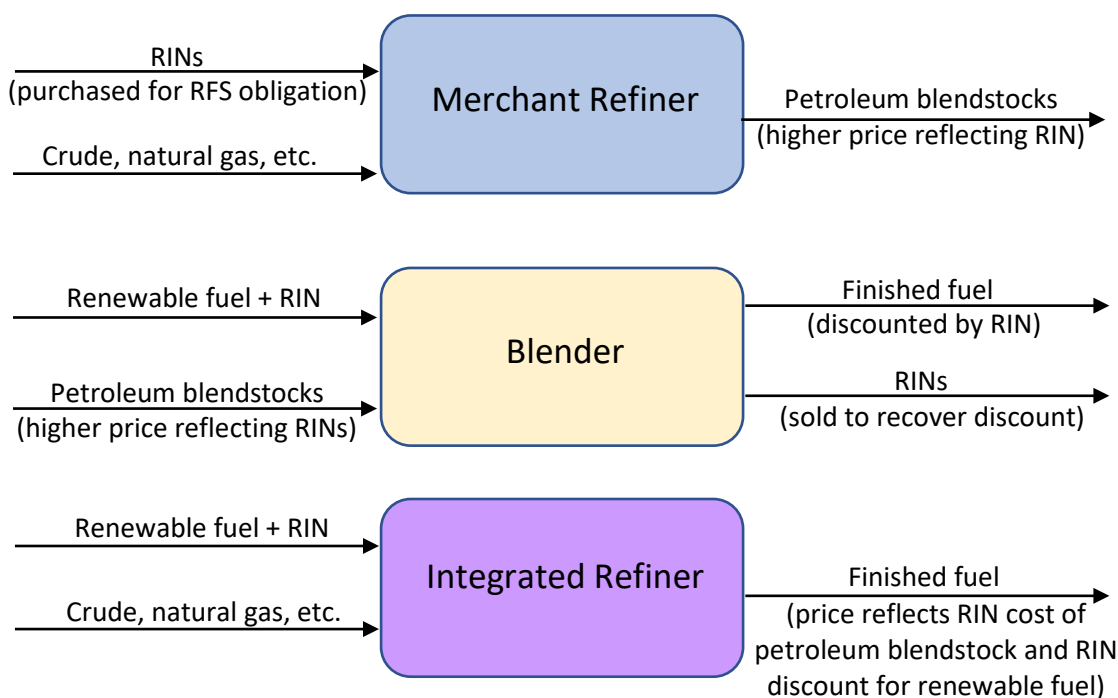 RINs
(purchased for RFS obligation)
Crude, natural gas, etc.
Merchant Refiner
Petroleum blendstocks
(higher price reflecting RIN)
Renewable fuel + RIN
Petroleum blendstocks
(higher price reflecting RINs)
Blender
Finished fuel
(discounted by RIN)
RINs
(sold to recover discount)
Renewable fuel + RIN
Crude, natural gas, etc.
Integrated Refiner
Finished fuel
(price reflects RIN cost of
petroleum blendstock and RIN
discount for renewable fuel)